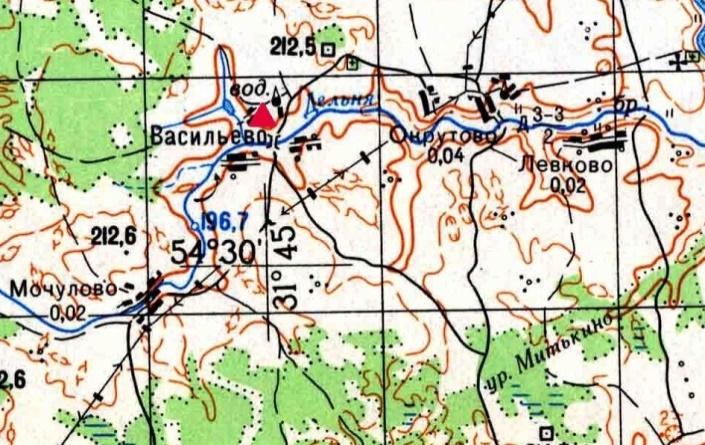 212,5
вод.
Дельня
Васильево
Окрутово
0,04
Д 3-3
2
бр.
Левково
0,02
196,7
212,6
54°30'
31°45'
Мочулово
0,02
2,6
ур. Митькино